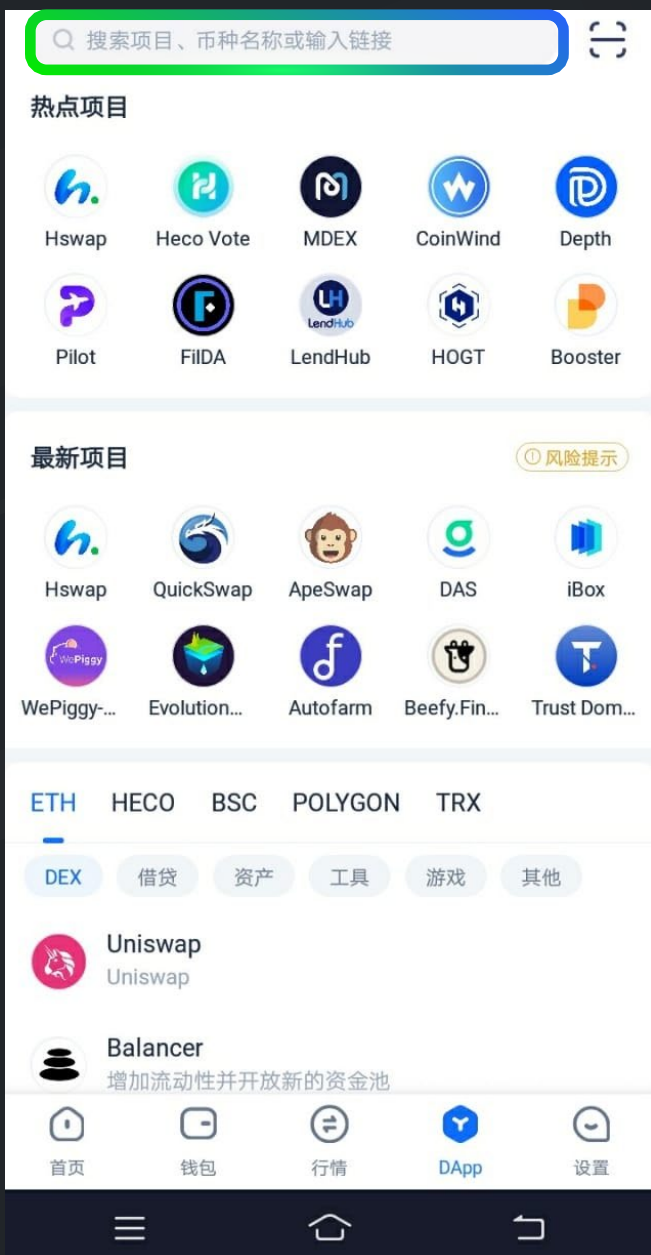 搜索项目、币种名称或输入链接
热点项目
Hswap Heco Vote MDEX CoinWind Depth
LH
LendHub
Pilot FilDA LendHub HOGT Booster
最新项目 风险提示
Hswap QuickSwap ApeSwap DAS iBox
WePiggy
WePiggy-... Evolution... Autofarm Beefy.Fin... Trust Dom...
ETH HECO BSC POLYGON TRX
DEX 借贷 资产 工具 游戏 其他
Uniswap
Uniswap
Balancer
增加流动性并开放新的资金池
首页 钱包 行情 DApp 设置